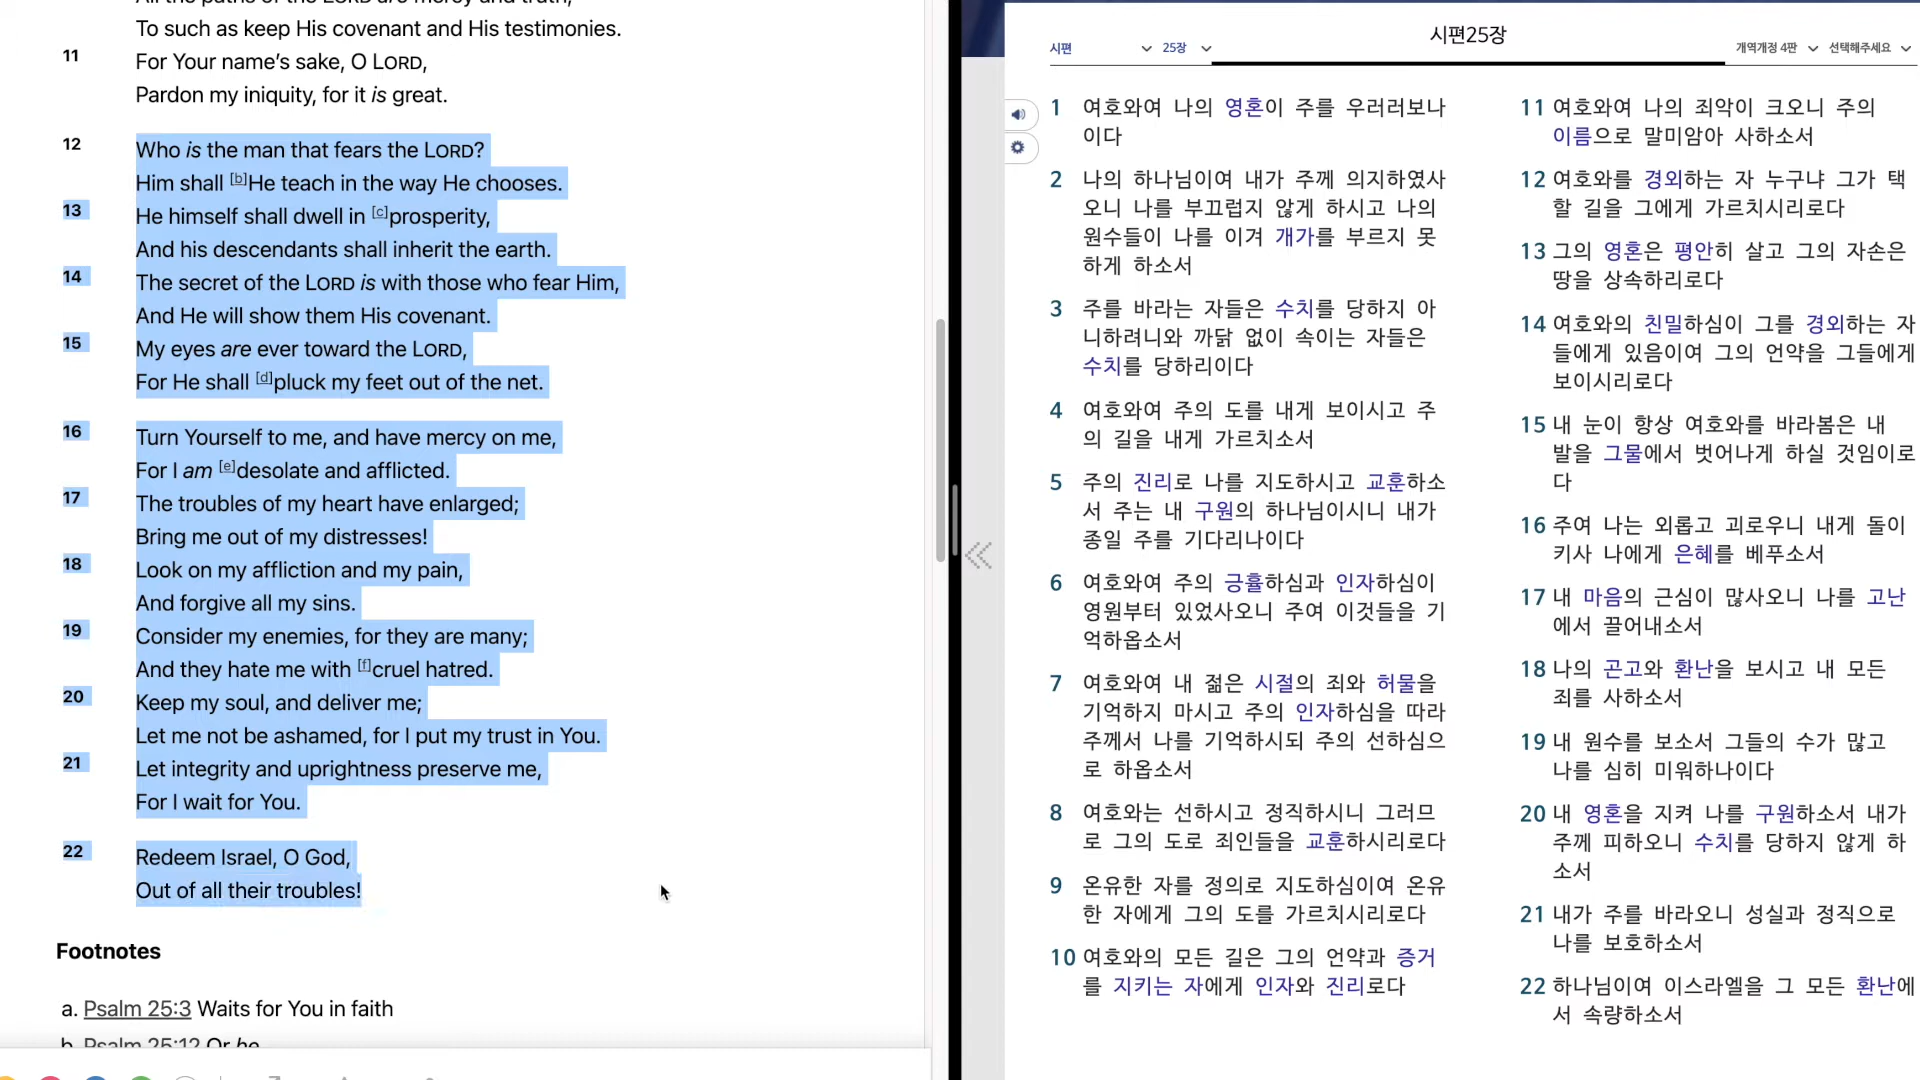 All the paths of the LORD are mercy and truth,
To such as keep His covenant and His testimonies.
11 For Your name’s sake, O LORD,
Pardon my iniquity, for it is great.
12 Who is the man that fears the LORD?
Him shall [b]He teach in the way He chooses.
13 He himself shall dwell in [c]prosperity,
And his descendants shall inherit the earth.
14 The secret of the LORD is with those who fear Him,
And He will show them His covenant.
15 My eyes are ever toward the LORD,
For He shall [d]pluck my feet out of the net.
16 Turn Yourself to me, and have mercy on me,
For I am [e]desolate and afflicted.
17 The troubles of my heart have enlarged;
Bring me out of my distresses!
18 Look on my affliction and my pain,
And forgive all my sins.
19 Consider my enemies, for they are many;
And they hate me with [f]cruel hatred.
20 Keep my soul, and deliver me;
Let me not be ashamed, for I put my trust in You.
21 Let integrity and uprightness preserve me,
For I wait for You.
22 Redeem Israel, O God,
Out of all their troubles!
Footnotes
a. Psalm 25:3 Waits for You in faith
b. Psalm 25:12 Or he
시편25장
시편 25장 개역개정 4판 선택해주세요
1 여호와여 나의 영혼이 주를 우러러보나
이다
2 나의 하나님이여 내가 주께 의지하였사
오니 나를 부끄럽지 않게 하시고 나의
원수들이 나를 이겨 개가를 부르지 못
하게 하소서
3 주를 바라는 자들은 수치를 당하지 아
니하려니와 까닭 없이 속이는 자들은
수치를 당하리이다
4 여호와여 주의 도를 내게 보이시고 주
의 길을 내게 가르치소서
5 주의 진리로 나를 지도하시고 교훈하소
서 주는 내 구원의 하나님이시니 내가
종일 주를 기다리나이다
6 여호와여 주의 긍휼하심과 인자하심이
영원부터 있었사오니 주여 이것들을 기
억하옵소서
7 여호와여 내 젊은 시절의 죄와 허물을
기억하지 마시고 주의 인자하심을 따라
주께서 나를 기억하시되 주의 선하심으
로 하옵소서
8 여호와는 선하시고 정직하시니 그러므
로 그의 도로 죄인들을 교훈하시리로다
9 온유한 자를 정의로 지도하심이여 온유
한 자에게 그의 도를 가르치시리로다
10 여호와의 모든 길은 그의 언약과 증거
를 지키는 자에게 인자와 진리로다
11 여호와여 나의 죄악이 크오니 주의
이름으로 말미암아 사하소서
12 여호와를 경외하는 자 누구냐 그가 택
할 길을 그에게 가르치시리로다
13 그의 영혼은 평안히 살고 그의 자손은
땅을 상속하리로다
14 여호와의 친밀하심이 그를 경외하는 자
들에게 있음이여 그의 언약을 그들에게
보이시리로다
15 내 눈이 항상 여호와를 바라봄은 내
발을 그물에서 벗어나게 하실 것임이로
다
16 주여 나는 외롭고 괴로우니 내게 돌이
키사 나에게 은혜를 베푸소서
17 내 마음의 근심이 많사오니 나를 고난
에서 끌어내소서
18 나의 곤고와 환난을 보시고 내 모든
죄를 사하소서
19 내 원수를 보소서 그들의 수가 많고
나를 심히 미워하나이다
20 내 영혼을 지켜 나를 구원하소서 내가
주께 피하오니 수치를 당하지 않게 하
소서
21 내가 주를 바라오니 성실과 정직으로
나를 보호하소서
22 하나님이여 이스라엘을 그 모든 환난에
서 속량하소서